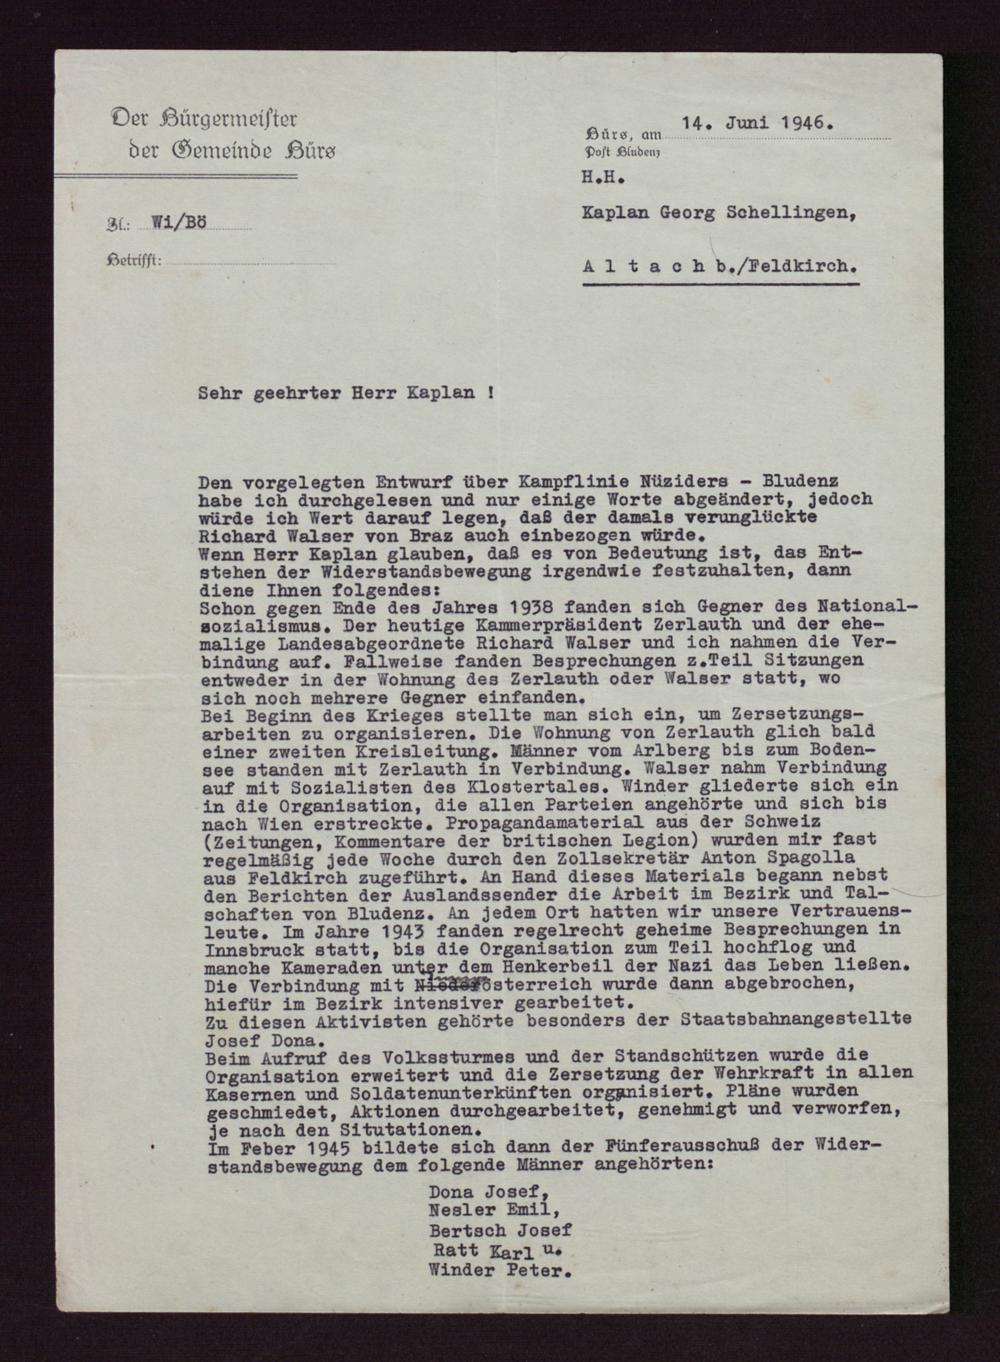 Der Bürgermeister
der Gemeinde Bürs
Bürs, am 14. Juni 1946.
Post Bludenz
H.H.
Kaplan Georg Schellingen,
A l t a c h b./Feldkirch.
Zl.: Wi/Bö
Betrifft:
Sehr geehrter Herr Kaplan !
Den vorgelegten Entwurf über Kampflinie Nüziders - Bludenz
habe ich durchgelesen und nur einige Worte abgeändert, jedoch
würde ich Wert darauf legen, daß der damals verunglückte
Richard Walser von Braz auch einbezogen würde.
Wenn Herr Kaplan glauben, daß es von Bedeutung ist, das Ent-
stehen der Widerstandsbewegung irgendwie festzuhalten, dann
diene Ihnen folgendes:
Schon gegen Ende des Jahres 1938 fanden sich Gegner des National-
sozialismus. Der heutige Kammerpräsident Zerlauth und der ehe-
malige Landesabgeordnete Richard Walser und ich nahmen die Ver-
bindung auf. Fallweise fanden Besprechungen z.Teil Sitzungen
entweder in der Wohnung des Zerlauth oder Walser statt, wo
sich noch mehrere Gegner einfanden.
Bei Beginn des Krieges stellte man sich ein, um Zersetzungs-
arbeiten zu organisieren. Die Wohnung von Zerlauth glich bald
einer zweiten Kreisleitung. Männer vom Arlberg bis zum Boden-
see standen mit Zerlauth in Verbindung. Walser nahm Verbindung
auf mit Sozialisten des Klostertales. Winder gliederte sich ein
in die Organisation, die allen Parteien angehörte und sich bis
nach Wien erstreckte. Propagandamaterial aus der Schweiz
(Zeitungen, Kommentare der britischen Legion) wurden mir fast
regelmäßig jede Woche durch den Zollsekretär Anton Spagolla
aus Feldkirch zugeführt. An Hand dieses Materials begann nebst
den Berichten der Auslandssender die Arbeit im Bezirk und Tal-
schaften von Bludenz. An jedem Ort hatten wir unsere Vertrauens-
leute. Im Jahre 1943 fanden regelrecht geheime Besprechungen in
Innsbruck statt, bis die Organisation zum Teil hochflog und
manche Kameraden unter dem Henkerbeil der Nazi das Leben ließen.
Die Verbindung mit Niederösterreich wurde dann abgebrochen,
hiefür im Bezirk intensiver gearbeitet.
Zu diesen Aktivisten gehörte besonders der Staatsbahnangestellte
Josef Dona.
Beim Aufruf des Volkssturmes und der Standschützen wurde die
Organisation erweitert und die Zersetzung der Wehrkraft in allen
Kasernen und Soldatenunterkünften organisiert. Pläne wurden
geschmiedet, Aktionen durchgearbeitet, genehmigt und verworfen,
je nach den Situtationen.
Im Feber 1945 bildete sich dann der Fünferausschuß der Wider-
standsbewegung dem folgende Männer angehörten:
Dona Josef,
Nesler Emil,
Bertsch Josef
Ratt Karl u.
Winder Peter.